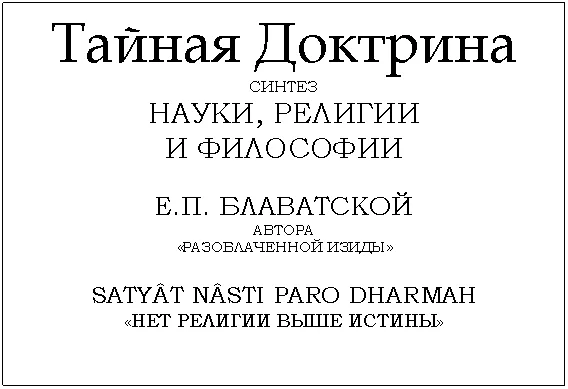 Тайная Доктрина
СИНТЕЗ
НАУКИ, РЕЛИГИИ
И ФИЛОСОФИИ
Е.П. БЛАВАТСКОЙ
АВТОРА
«РАЗОБЛАЧЕННОЙ ИЗИДЫ»
SATYÂT NÂSTI PARO DHARMAH
«НЕТ РЕЛИГИИ ВЫШЕ ИСТИНЫ»